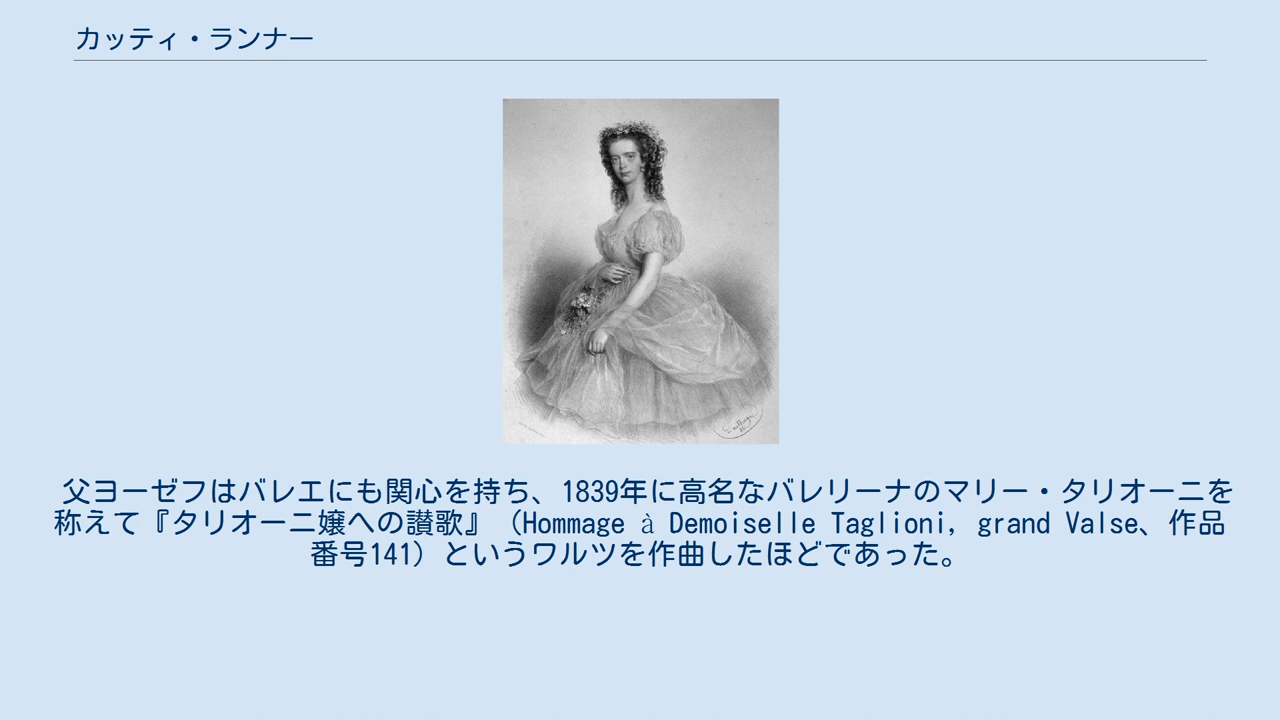 カッティ・ランナー
父ヨーゼフはバレエにも関心を持ち、1839年に高名なバレリーナのマリー・タリオーニを
称えて『タリオーニ嬢への讃歌』（Hommage à Demoiselle Taglioni, grand Valse、作品
番号141）というワルツを作曲したほどであった。